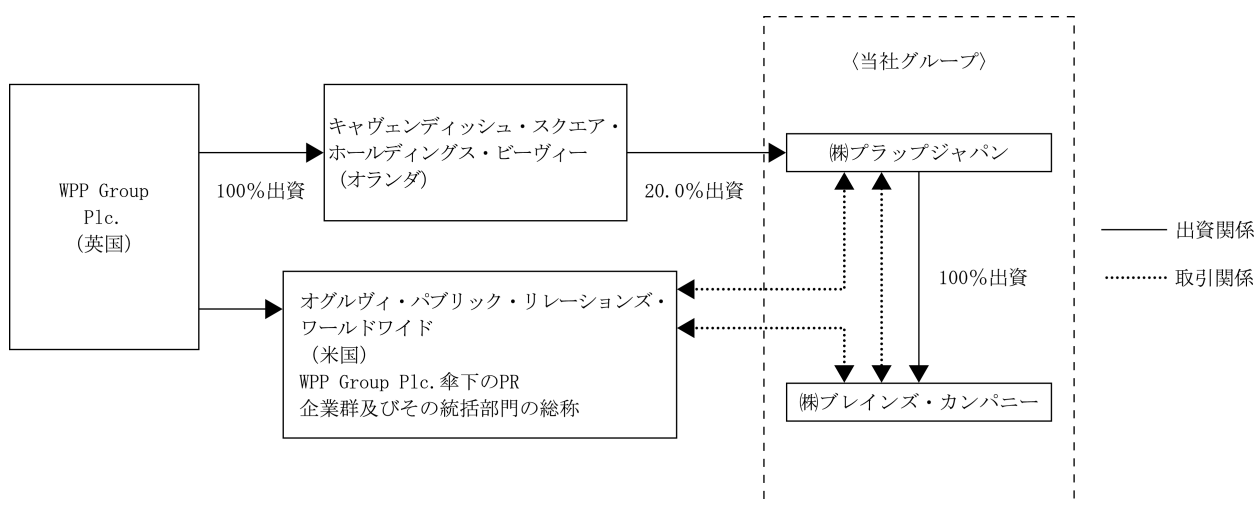 〈当社グループ〉
WPP Group
Plc.
(英国)
100%出資
キャヴェンディッシュ・スクエア・
ホールディングス・ビーヴィー
(オランダ)
20.0%出資
㈱プラップジャパン
オグルヴィ・パブリック・リレーションズ・
ワールドワイド
(米国)
WPP Group Plc.傘下のPR
企業群及びその統括部門の総称
100%出資
㈱ブレインズ・カンパニー
出資関係
取引関係